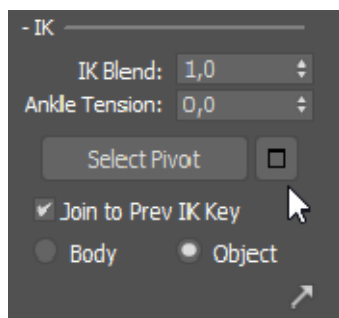 - IK
IK Blend: 1,0
Ankle Tension: 0,0
Select Pivot
Join to Prev IK Key
Body Object